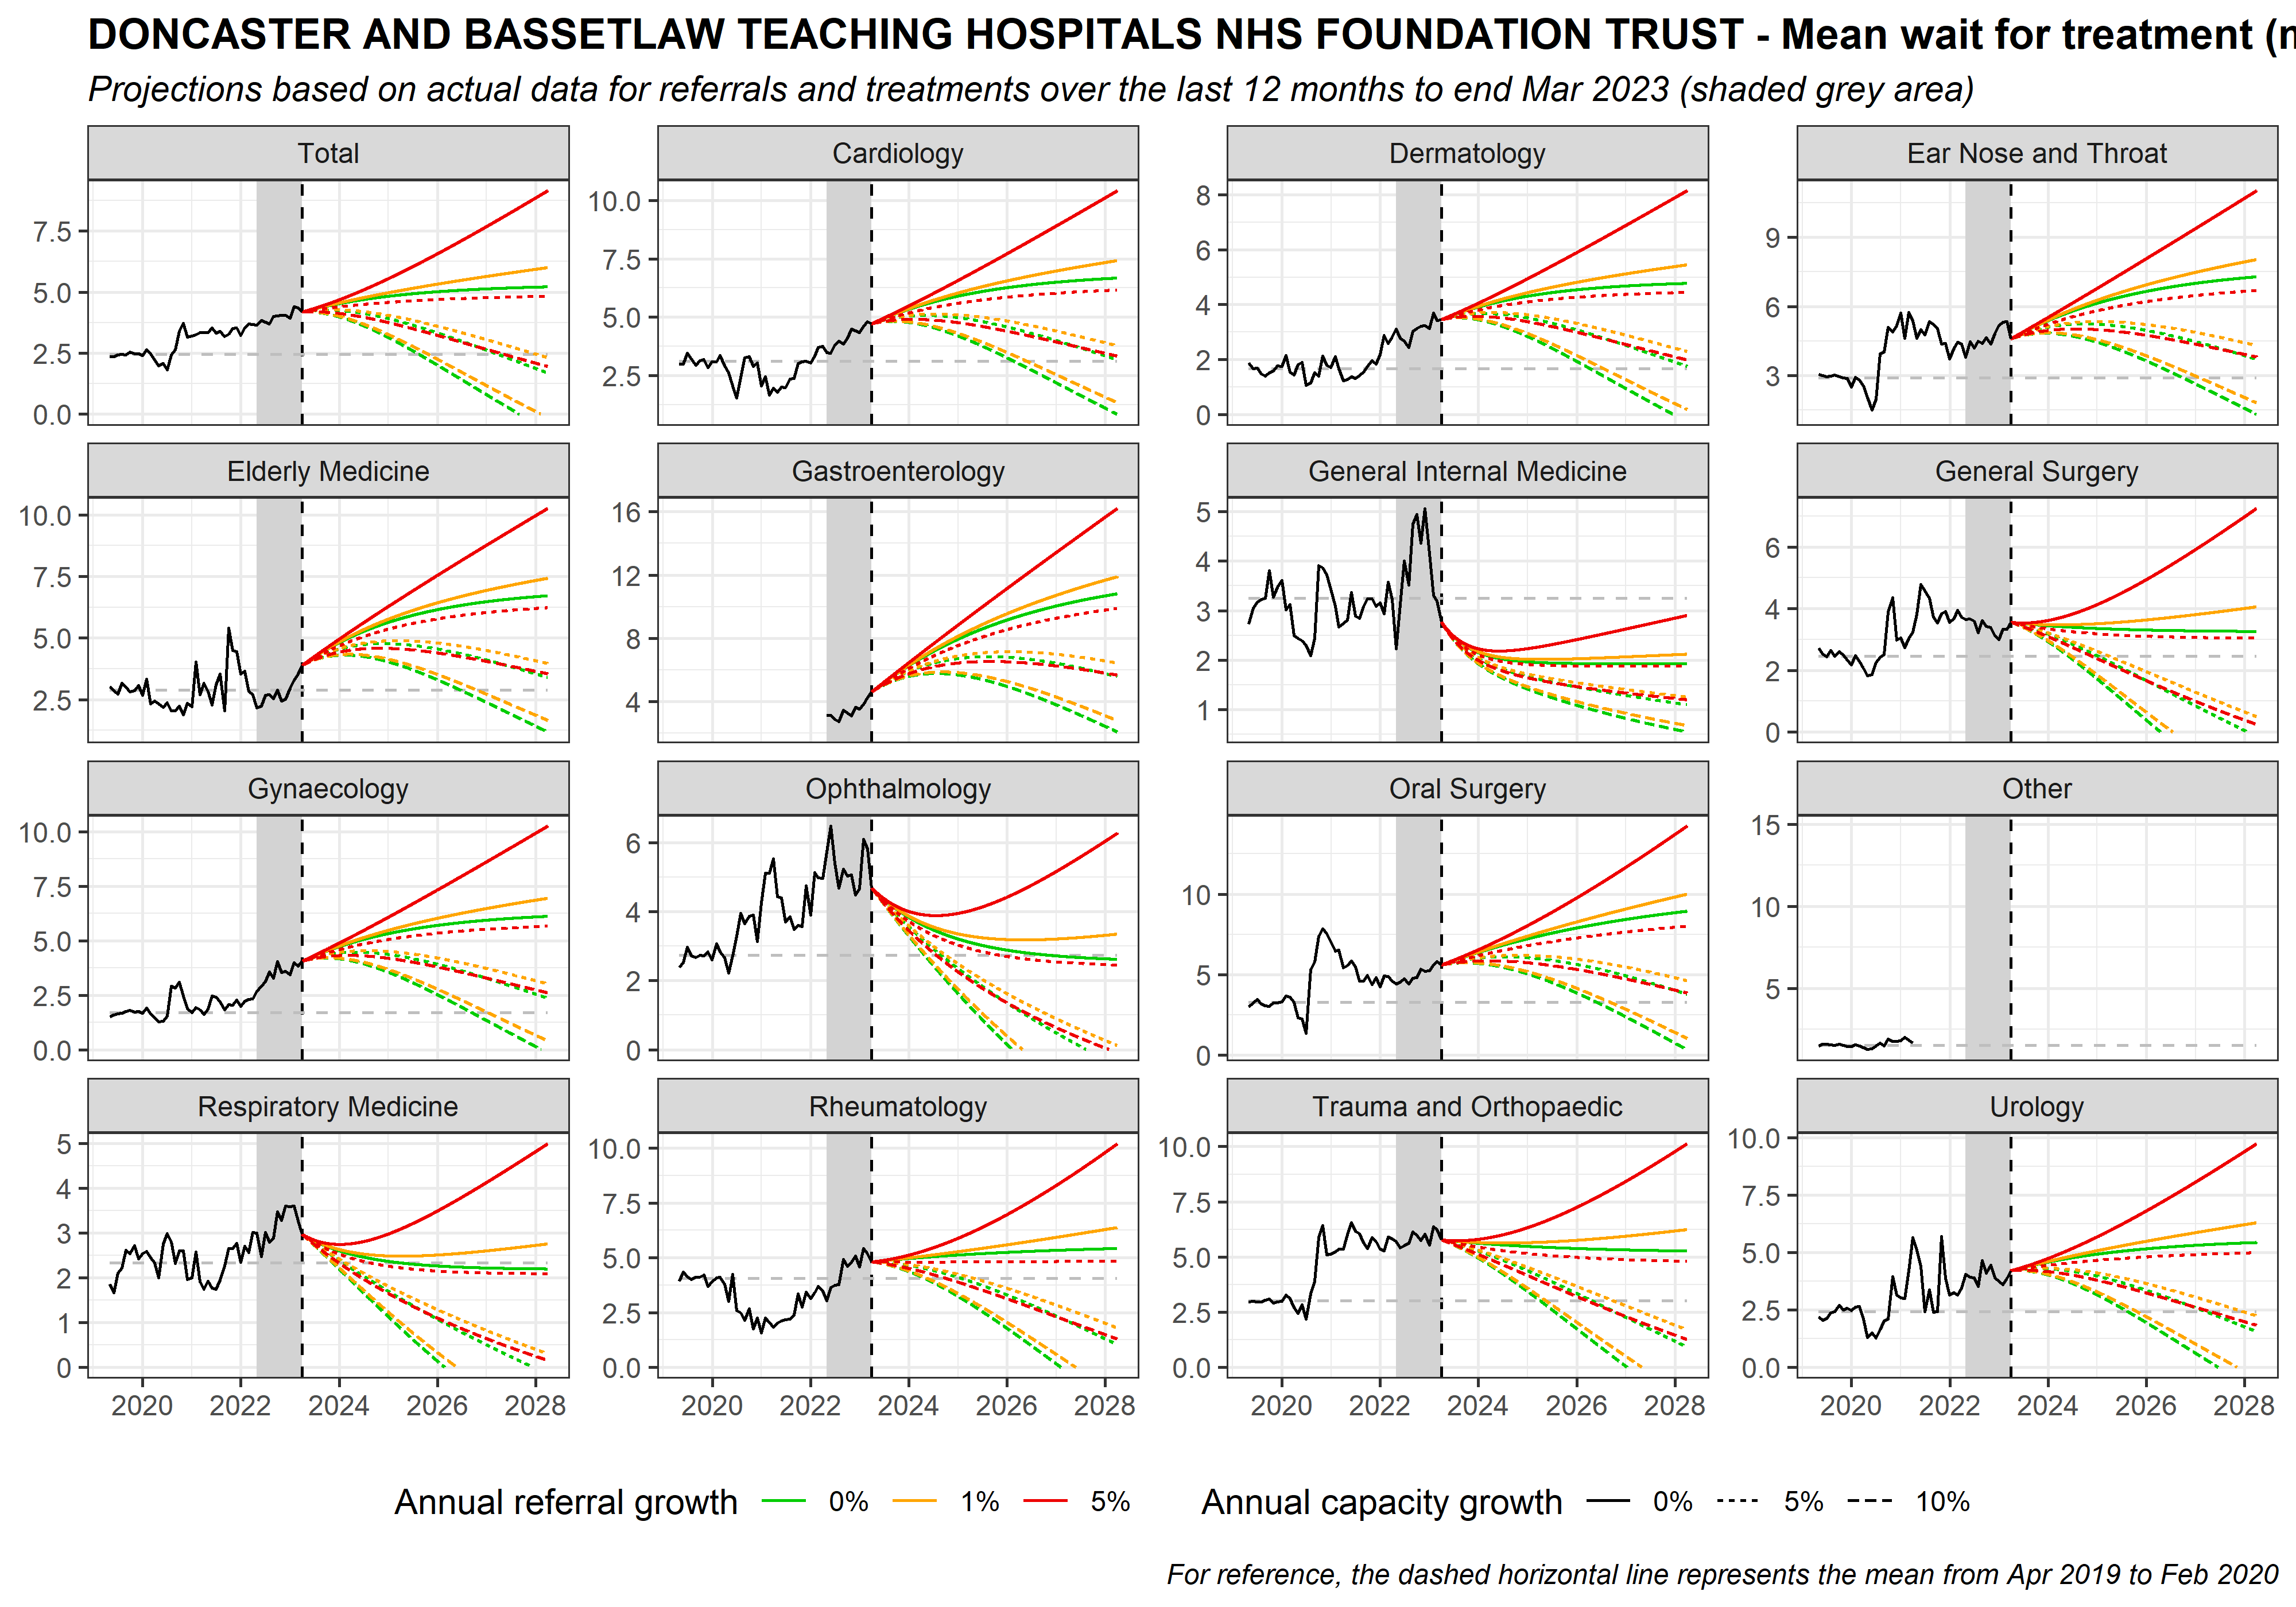 DONCASTER AND BASSETLAW TEACHING HOSPITALS NHS FOUNDATION TRUST - Mean wait for treatment (
Projections based on actual data for referrals and treatments over the last 12 months to end Mar 2023 (shaded grey area)
Total Cardiology Dermatology Ear Nose and Throat
7.5 5.0 2.5 0.0
10.0 7.5 5.0 2.5
8 6 4 2 0
9 6 3
Elderly Medicine Gastroenterology General Internal Medicine General Surgery
10.0 7.5 5.0 2.5
16 12 8 4
5 4 3 2 1
6 4 2 0
Gynaecology Ophthalmology Oral Surgery Other
10.0 7.5 5.0 2.5 0.0
6 4 2 0
10 5 0
15 10 5
Respiratory Medicine Rheumatology Trauma and Orthopaedic Urology
5 4 3 2 1 0
10.0 7.5 5.0 2.5 0.0
10.0 7.5 5.0 2.5 0.0
10.0 7.5 5.0 2.5 0.0
2020 2022 2024 2026 2028 2020 2022 2024 2026 2028 2020 2022 2024 2026 2028 2020 2022 2024 2026 2028
Annual referral growth 0% 1% 5% Annual capacity growth 0% 5% 10%
For reference, the dashed horizontal line represents the mean from Apr 2019 to Feb 2020